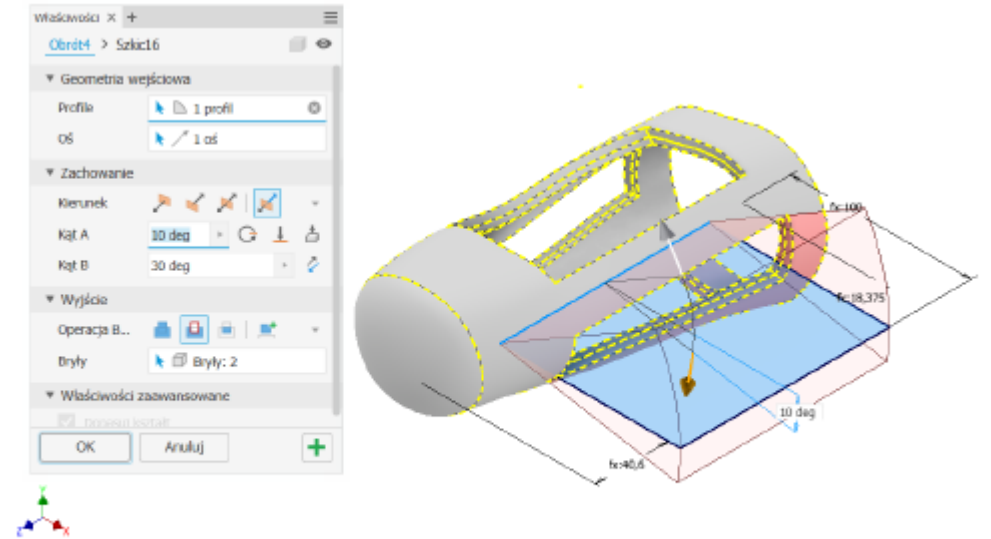 Właściwości × +
Obrót4 > Szkic16
Geometria wejściowa
Profile 1 profil
Oś 1 oś
Zachowanie
Kierunek
Kąt A 10 deg
Kąt B 30 deg
Wyjście
Operacja B...
Bryły Bryły: 2
Właściwości zaawansowane
OK Anuluj
fx:100
fx:18,375
10 deg
fx:40,6
Y
Z X